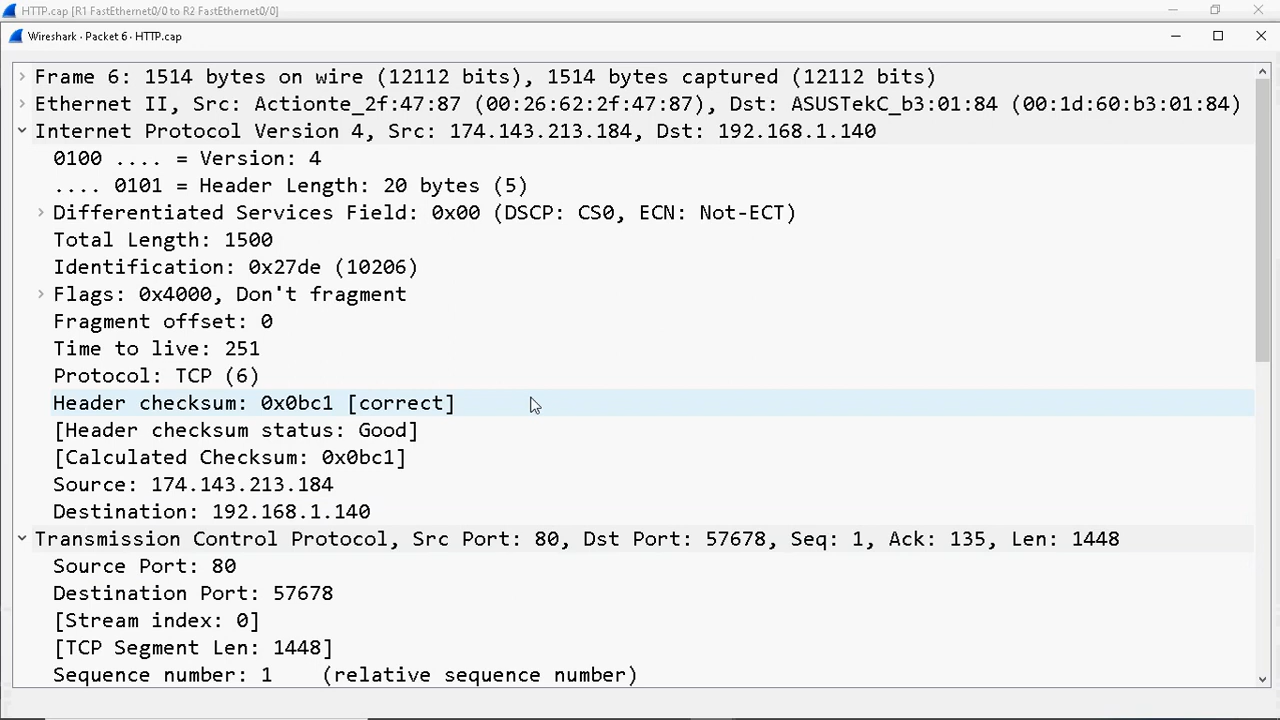 HTTP.cap [R1 FastEthernet0/0 to R2 FastEthernet0/0]
Wireshark · Packet 6 · HTTP.cap
Frame 6: 1514 bytes on wire (12112 bits), 1514 bytes captured (12112 bits)
Ethernet II, Src: Actionte_2f:47:87 (00:26:62:2f:47:87), Dst: ASUSTekC_b3:01:84 (00:1d:60:b3:01:84)
Internet Protocol Version 4, Src: 174.143.213.184, Dst: 192.168.1.140
0100 .... = Version: 4
.... 0101 = Header Length: 20 bytes (5)
Differentiated Services Field: 0x00 (DSCP: CS0, ECN: Not-ECT)
Total Length: 1500
Identification: 0x27de (10206)
Flags: 0x4000, Don't fragment
Fragment offset: 0
Time to live: 251
Protocol: TCP (6)
Header checksum: 0x0bc1 [correct]
[Header checksum status: Good]
[Calculated Checksum: 0x0bc1]
Source: 174.143.213.184
Destination: 192.168.1.140
Transmission Control Protocol, Src Port: 80, Dst Port: 57678, Seq: 1, Ack: 135, Len: 1448
Source Port: 80
Destination Port: 57678
[Stream index: 0]
[TCP Segment Len: 1448]
Sequence number: 1    (relative sequence number)